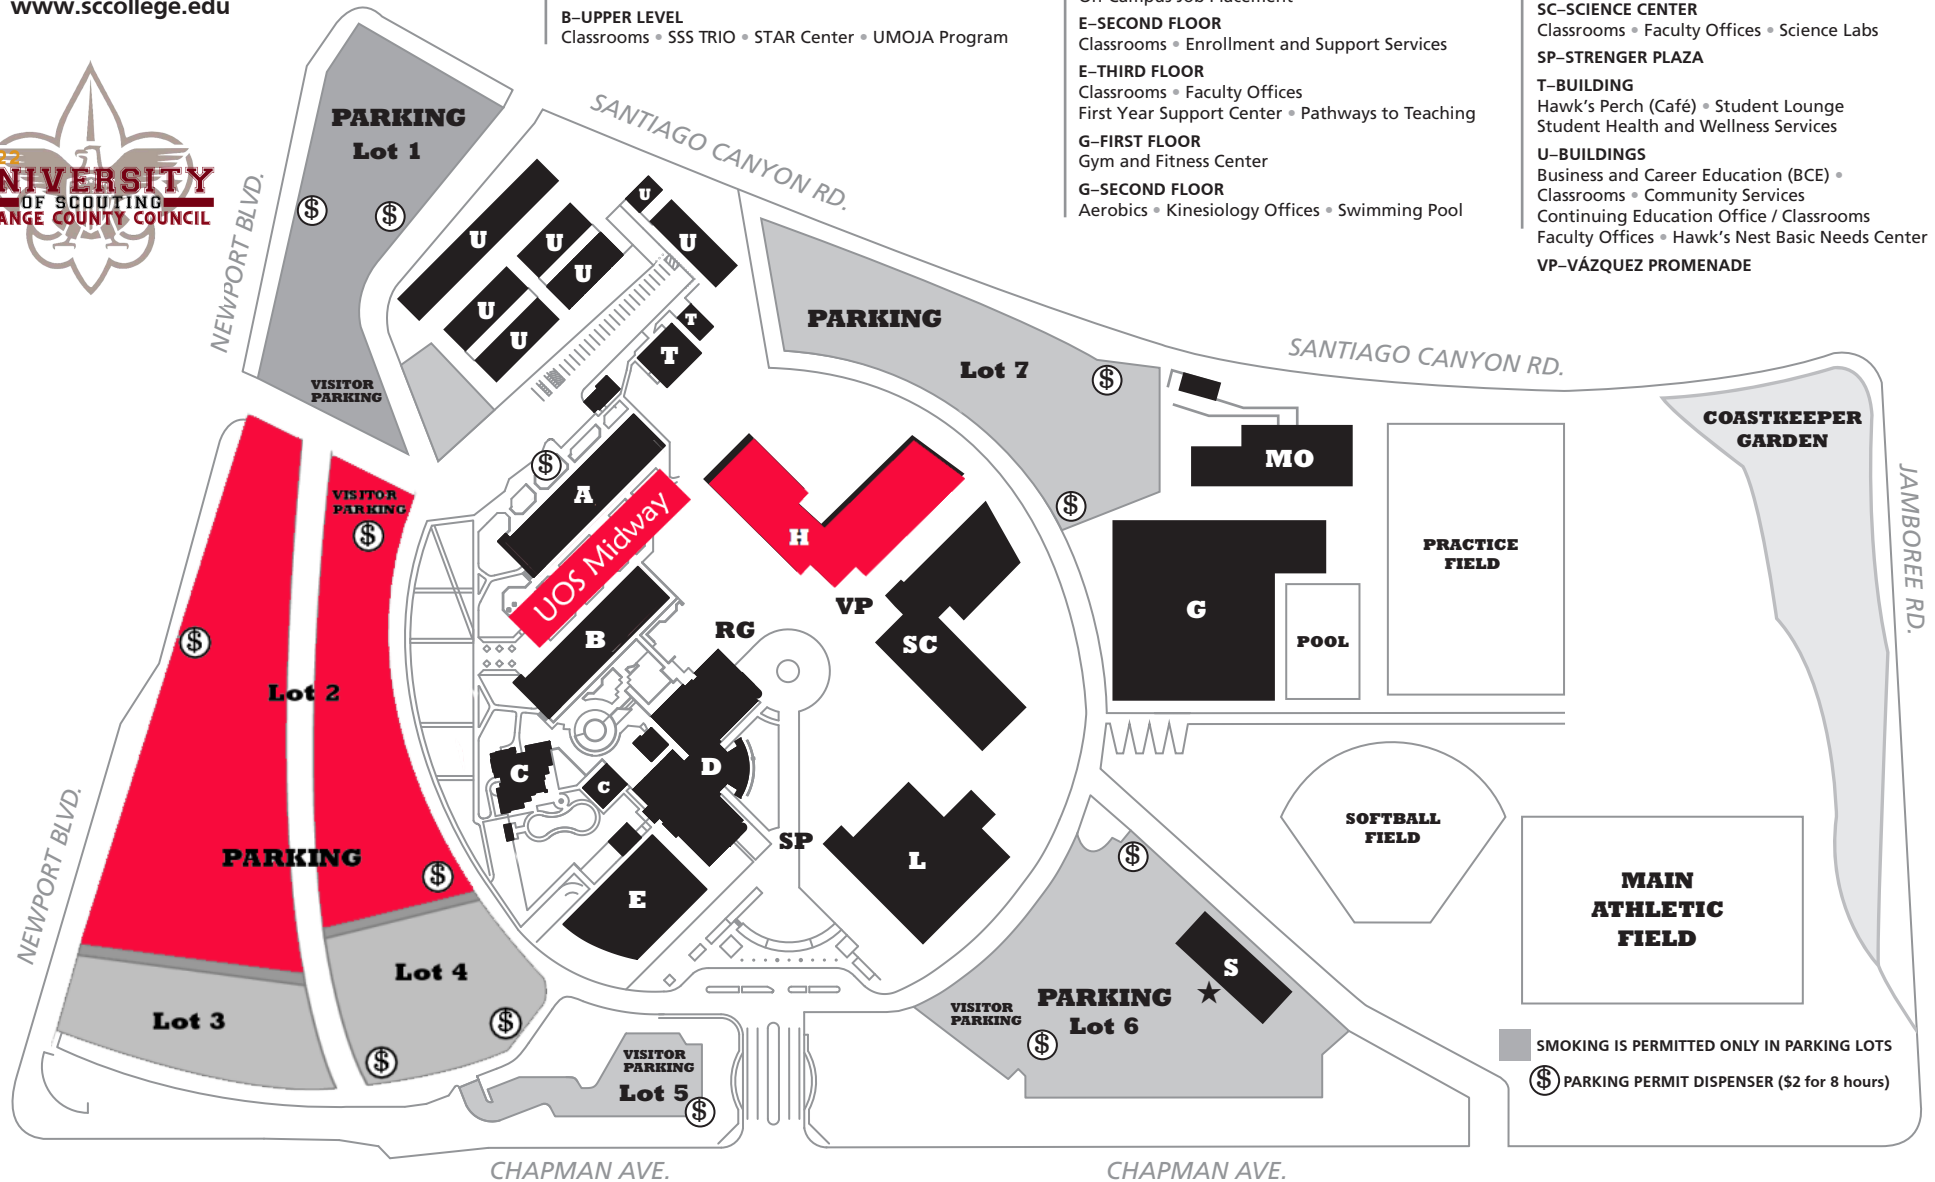 www.sccollege.edu
B–UPPER LEVEL
Classrooms • SSS TRIO • STAR Center • UMOJA Program
E–SECOND FLOOR
Classrooms • Enrollment and Support Services
E–THIRD FLOOR
Classrooms • Faculty Offices
First Year Support Center • Pathways to Teaching
G–FIRST FLOOR
Gym and Fitness Center
G–SECOND FLOOR
Aerobics • Kinesiology Offices • Swimming Pool
SC–SCIENCE CENTER
Classrooms • Faculty Offices • Science Labs
SP–STRENGER PLAZA
T–BUILDING
Hawk's Perch (Café) • Student Lounge
Student Health and Wellness Services
U–BUILDINGS
Business and Career Education (BCE) •
Classrooms • Community Services
Continuing Education Office / Classrooms
Faculty Offices • Hawk's Nest Basic Needs Center
VP–VÁZQUEZ PROMENADE
22
NIVERSITY
OF SCOUTING
ANGE COUNTY COUNCIL
PARKING
Lot 1
$
$
VISITOR
PARKING
NEWPORT BLVD.
SANTIAGO CANYON RD.
U
U
U
U
U
U
U
T
T
PARKING
Lot 7
$
$
SANTIAGO CANYON RD.
COASTKEEPER
GARDEN
JAMBOREE RD.
MO
PRACTICE
FIELD
G
POOL
VISITOR
PARKING
$
$
Lot 2
PARKING
$
$
A
UOS Midway
B
H
VP
RG
SC
C
C
D
SP
E
L
NEWPORT BLVD.
Lot 3
Lot 4
$
$
VISITOR
PARKING
Lot 5
$
VISITOR
PARKING
PARKING
Lot 6
$
$
S
SOFTBALL
FIELD
MAIN
ATHLETIC
FIELD
SMOKING IS PERMITTED ONLY IN PARKING LOTS
$ PARKING PERMIT DISPENSER ($2 for 8 hours)
CHAPMAN AVE.
CHAPMAN AVE.